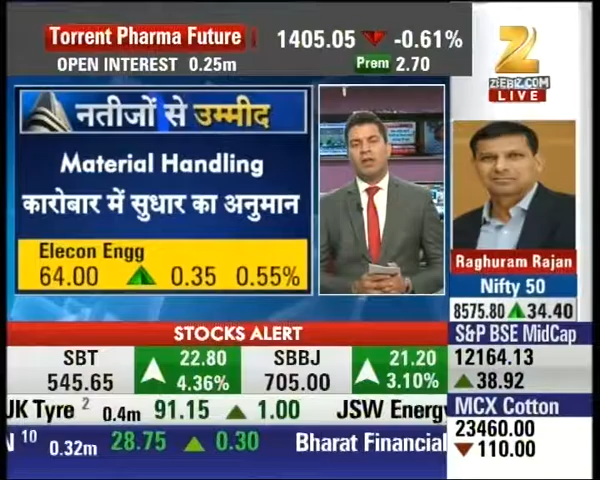 Torrent Pharma Future
1405.05 -0.61%
OPEN INTEREST 0.25m
Prem 2.70
ZEEBIZ.COM
LIVE
नतीजों से उम्मीद
Material Handling
कारोबार में सुधार का अनुमान
Elecon Engg
64.00 0.35 0.55%
Raghuram Rajan
Nifty 50
8575.80 34.40
STOCKS ALERT
S&P BSE MidCap
12164.13
38.92
SBT 22.80
545.65 4.36%
SBBJ 21.20
705.00 3.10%
JK Tyre 2 0.4m 91.15 1.00 JSW Energy
MCX Cotton
23460.00
110.00
N 10 0.32m 28.75 0.30 Bharat Financial